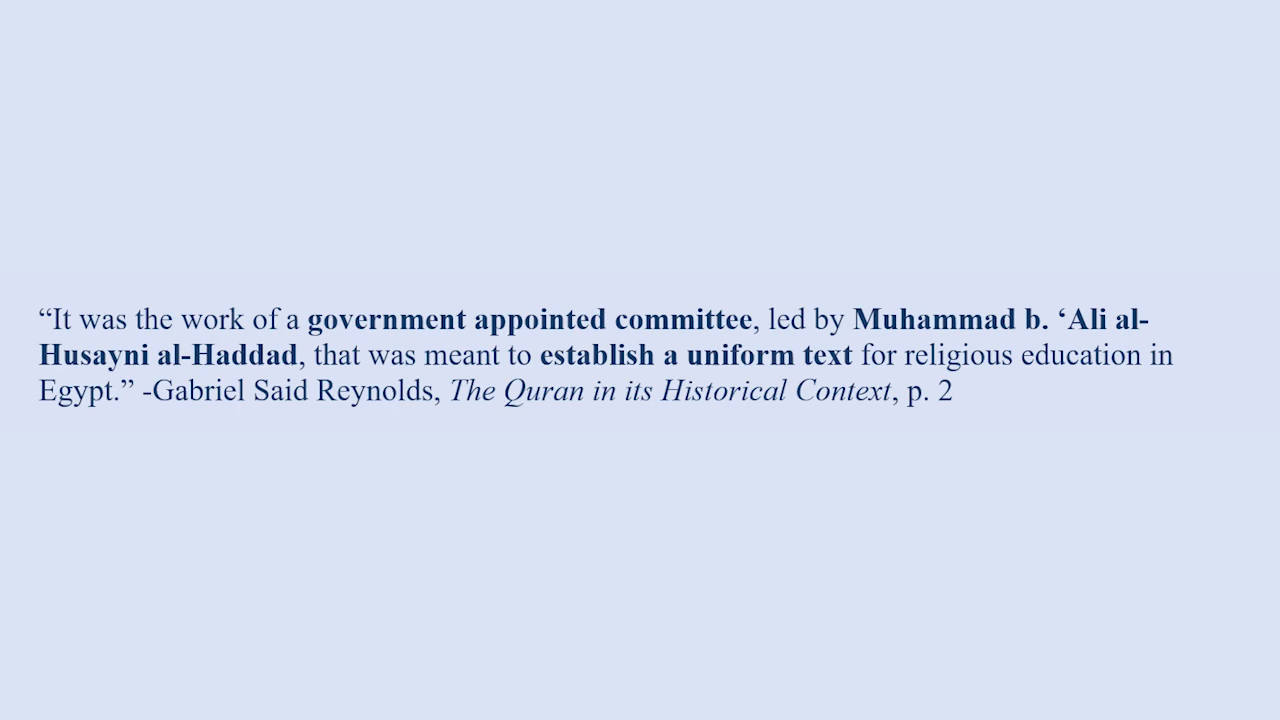 “It was the work of a government appointed committee, led by Muhammad b. ‘Ali al-
Husayni al-Haddad, that was meant to establish a uniform text for religious education in
Egypt.” -Gabriel Said Reynolds, The Quran in its Historical Context, p. 2